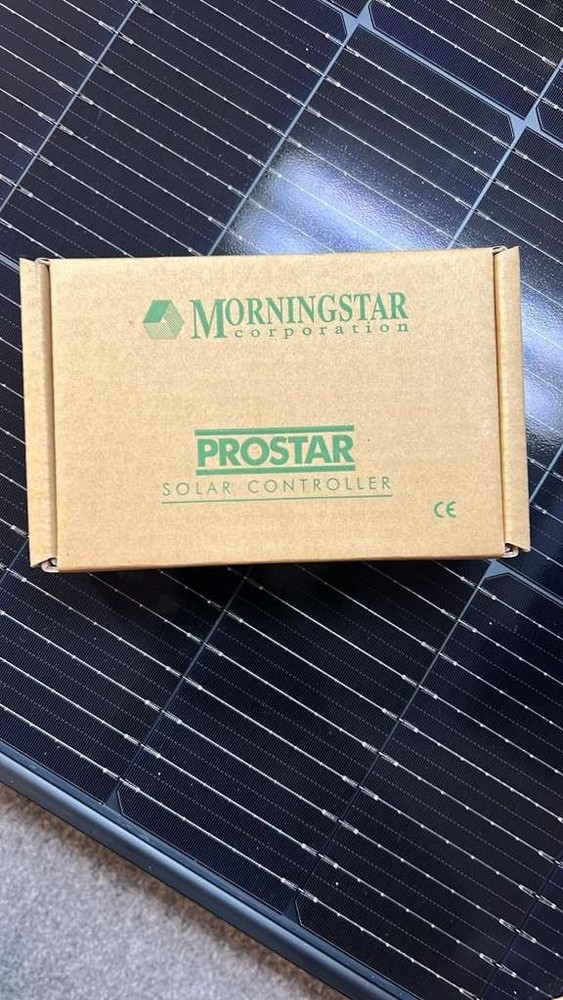 MORNINGSTAR
corporation
PROSTAR
SOLAR CONTROLLER
CE